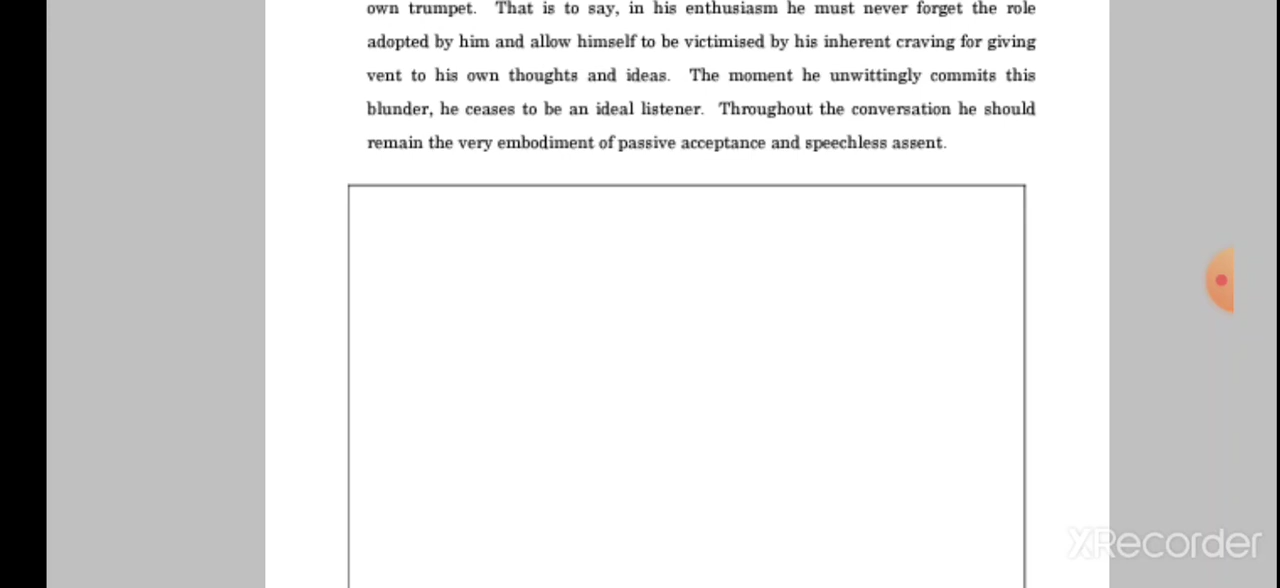 own trumpet. That is to say, in his enthusiasm he must never forget the role
adopted by him and allow himself to be victimised by his inherent craving for giving
vent to his own thoughts and ideas. The moment he unwittingly commits this
blunder, he ceases to be an ideal listener. Throughout the conversation he should
remain the very embodiment of passive acceptance and speechless assent.
XRecorder